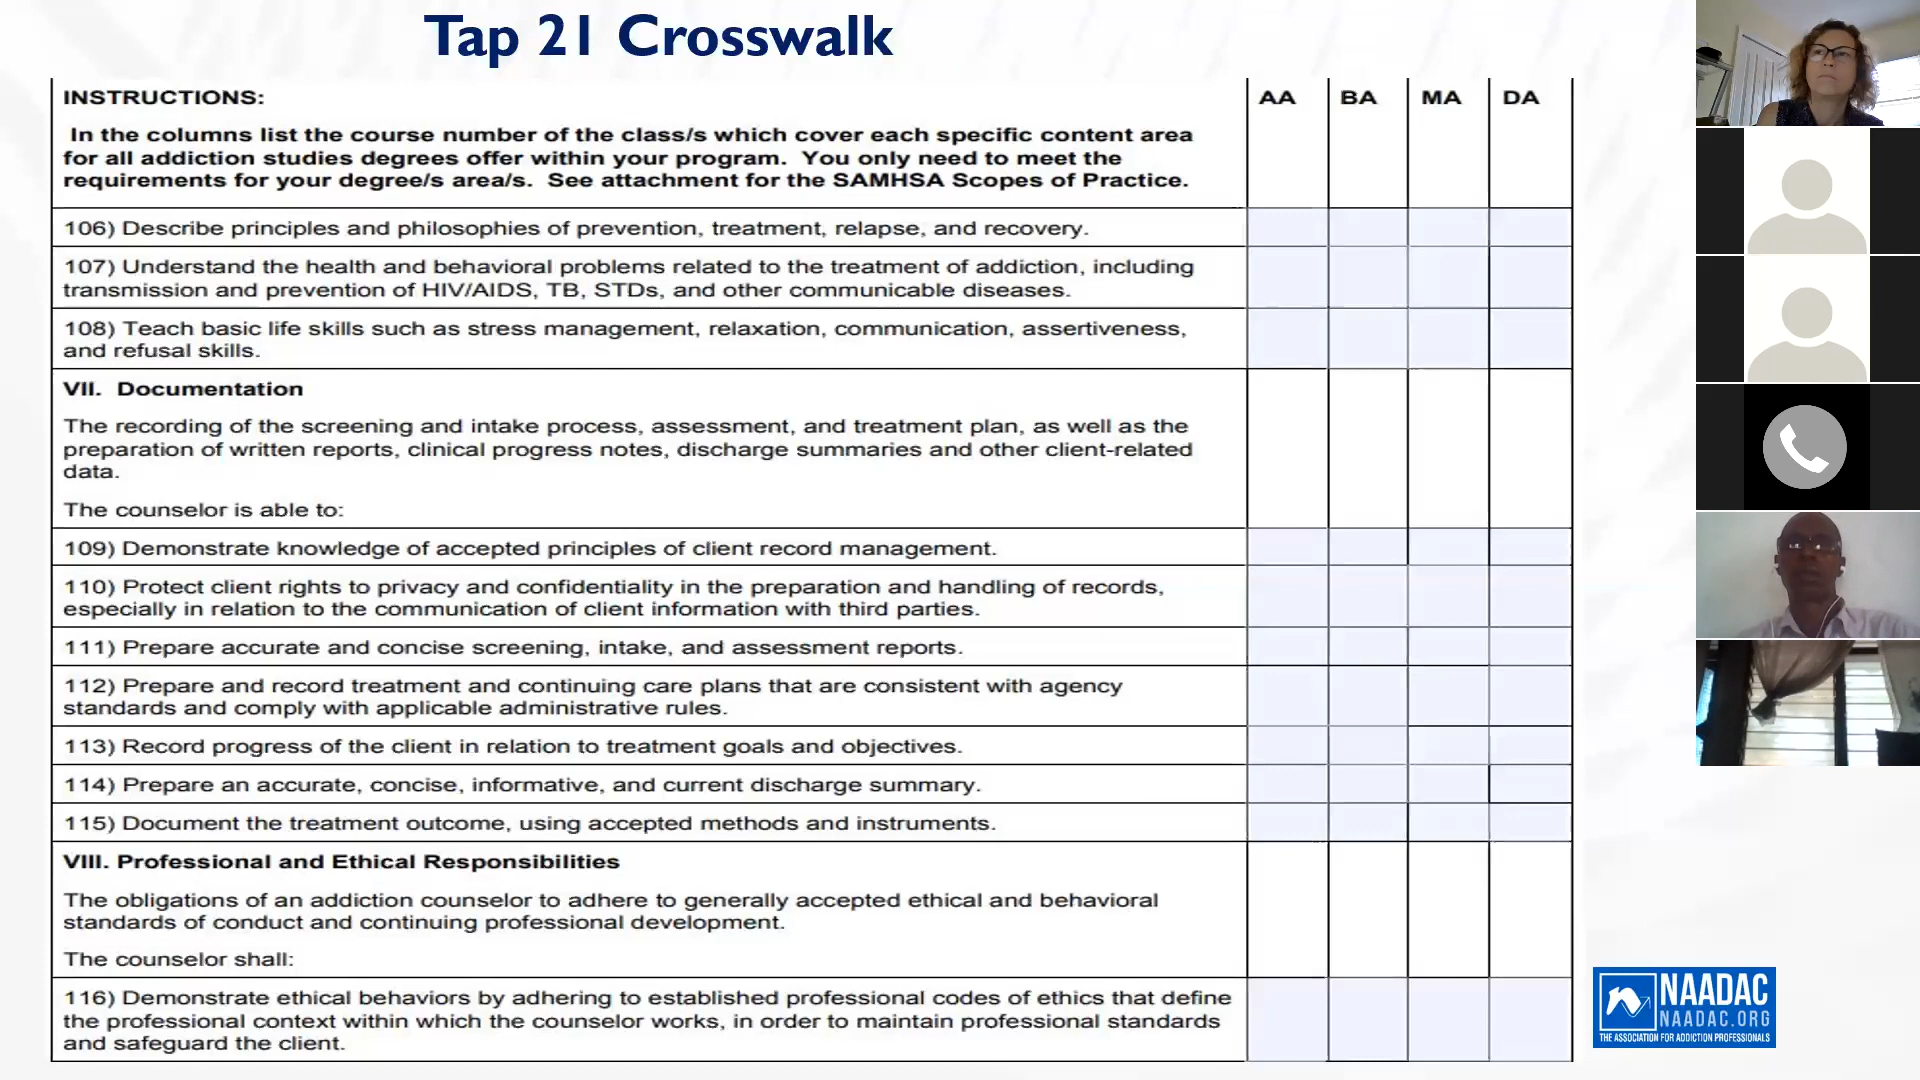 Tap 21 Crosswalk
INSTRUCTIONS:
AA
BA
MA
DA
In the columns list the course number of the class/s which cover each specific content area
for all addiction studies degrees offer within your program. You only need to meet the
requirements for your degree/s area/s. See attachment for the SAMHSA Scopes of Practice.
106) Describe principles and philosophies of prevention, treatment, relapse, and recovery.
107) Understand the health and behavioral problems related to the treatment of addiction, including
transmission and prevention of HIV/AIDS, TB, STDs, and other communicable diseases.
108) Teach basic life skills such as stress management, relaxation, communication, assertiveness,
and refusal skills.
VII. Documentation
The recording of the screening and intake process, assessment, and treatment plan, as well as the
preparation of written reports, clinical progress notes, discharge summaries and other client-related
data.
The counselor is able to:
109) Demonstrate knowledge of accepted principles of client record management.
110) Protect client rights to privacy and confidentiality in the preparation and handling of records,
especially in relation to the communication of client information with third parties.
111) Prepare accurate and concise screening, intake, and assessment reports.
112) Prepare and record treatment and continuing care plans that are consistent with agency
standards and comply with applicable administrative rules.
113) Record progress of the client in relation to treatment goals and objectives.
114) Prepare an accurate, concise, informative, and current discharge summary.
115) Document the treatment outcome, using accepted methods and instruments.
VIII. Professional and Ethical Responsibilities
The obligations of an addiction counselor to adhere to generally accepted ethical and behavioral
standards of conduct and continuing professional development.
The counselor shall:
116) Demonstrate ethical behaviors by adhering to established professional codes of ethics that define
the professional context within which the counselor works, in order to maintain professional standards
and safeguard the client.
NAADAC
NAADAC.ORG
THE ASSOCIATION FOR ADDICTION PROFESSIONALS